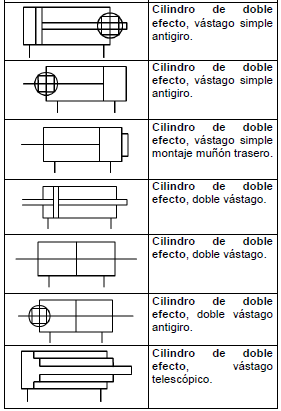 Cilindro de doble
efecto, vástago simple
antigiro.
Cilindro de doble
efecto, vástago simple
antigiro.
Cilindro de doble
efecto, vástago simple
montaje muñón trasero.
Cilindro de doble
efecto, doble vástago.
Cilindro de doble
efecto, doble vástago.
Cilindro de doble
efecto, doble vástago
antigiro.
Cilindro de doble
efecto, vástago
telescópico.